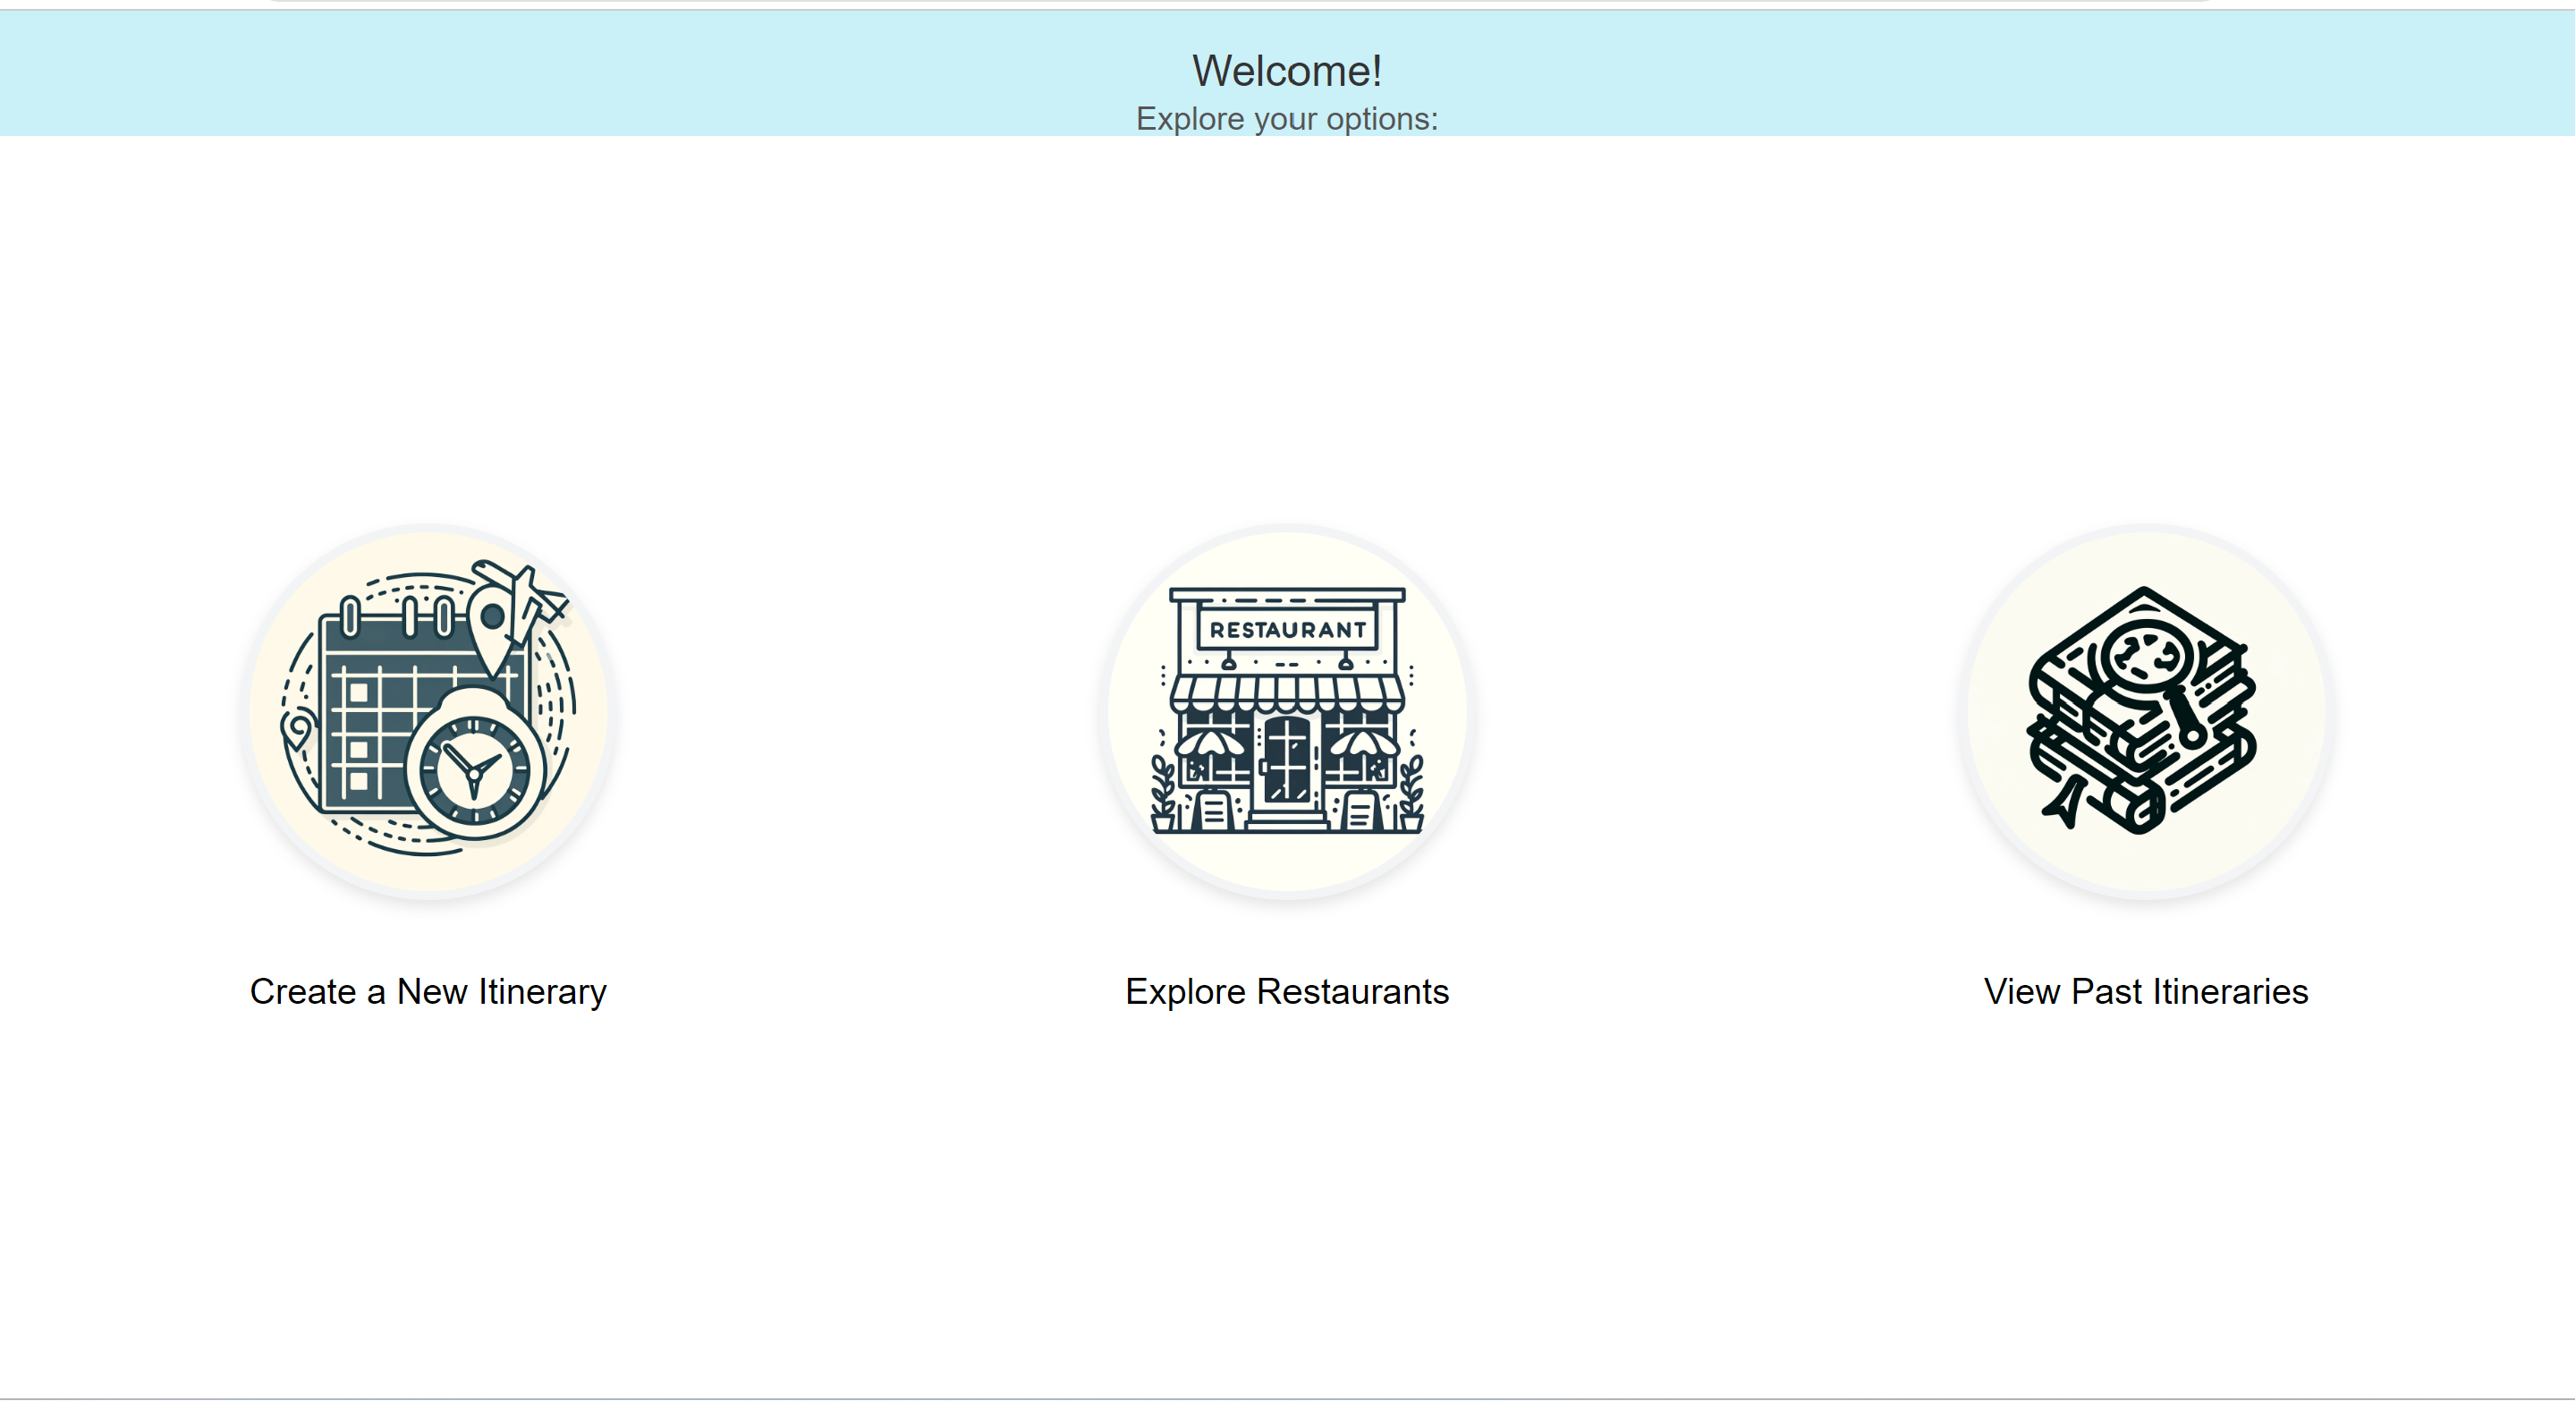 Welcome!
Explore your options:
RESTAURANT
Create a New Itinerary
Explore Restaurants
View Past Itineraries